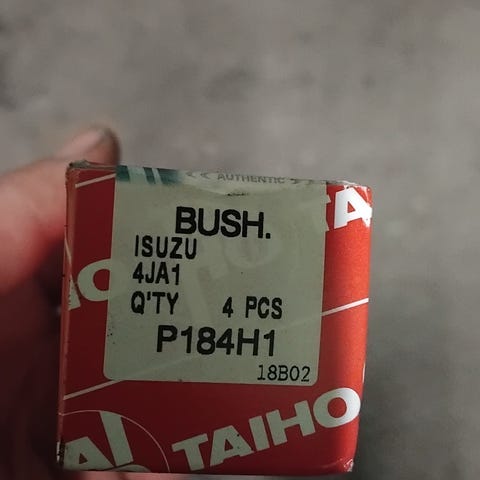 << AUTHENTIC >>
BUSH.
ISUZU
4JA1
Q'TY 4 PCS
P184H1
18B02
TAIHO